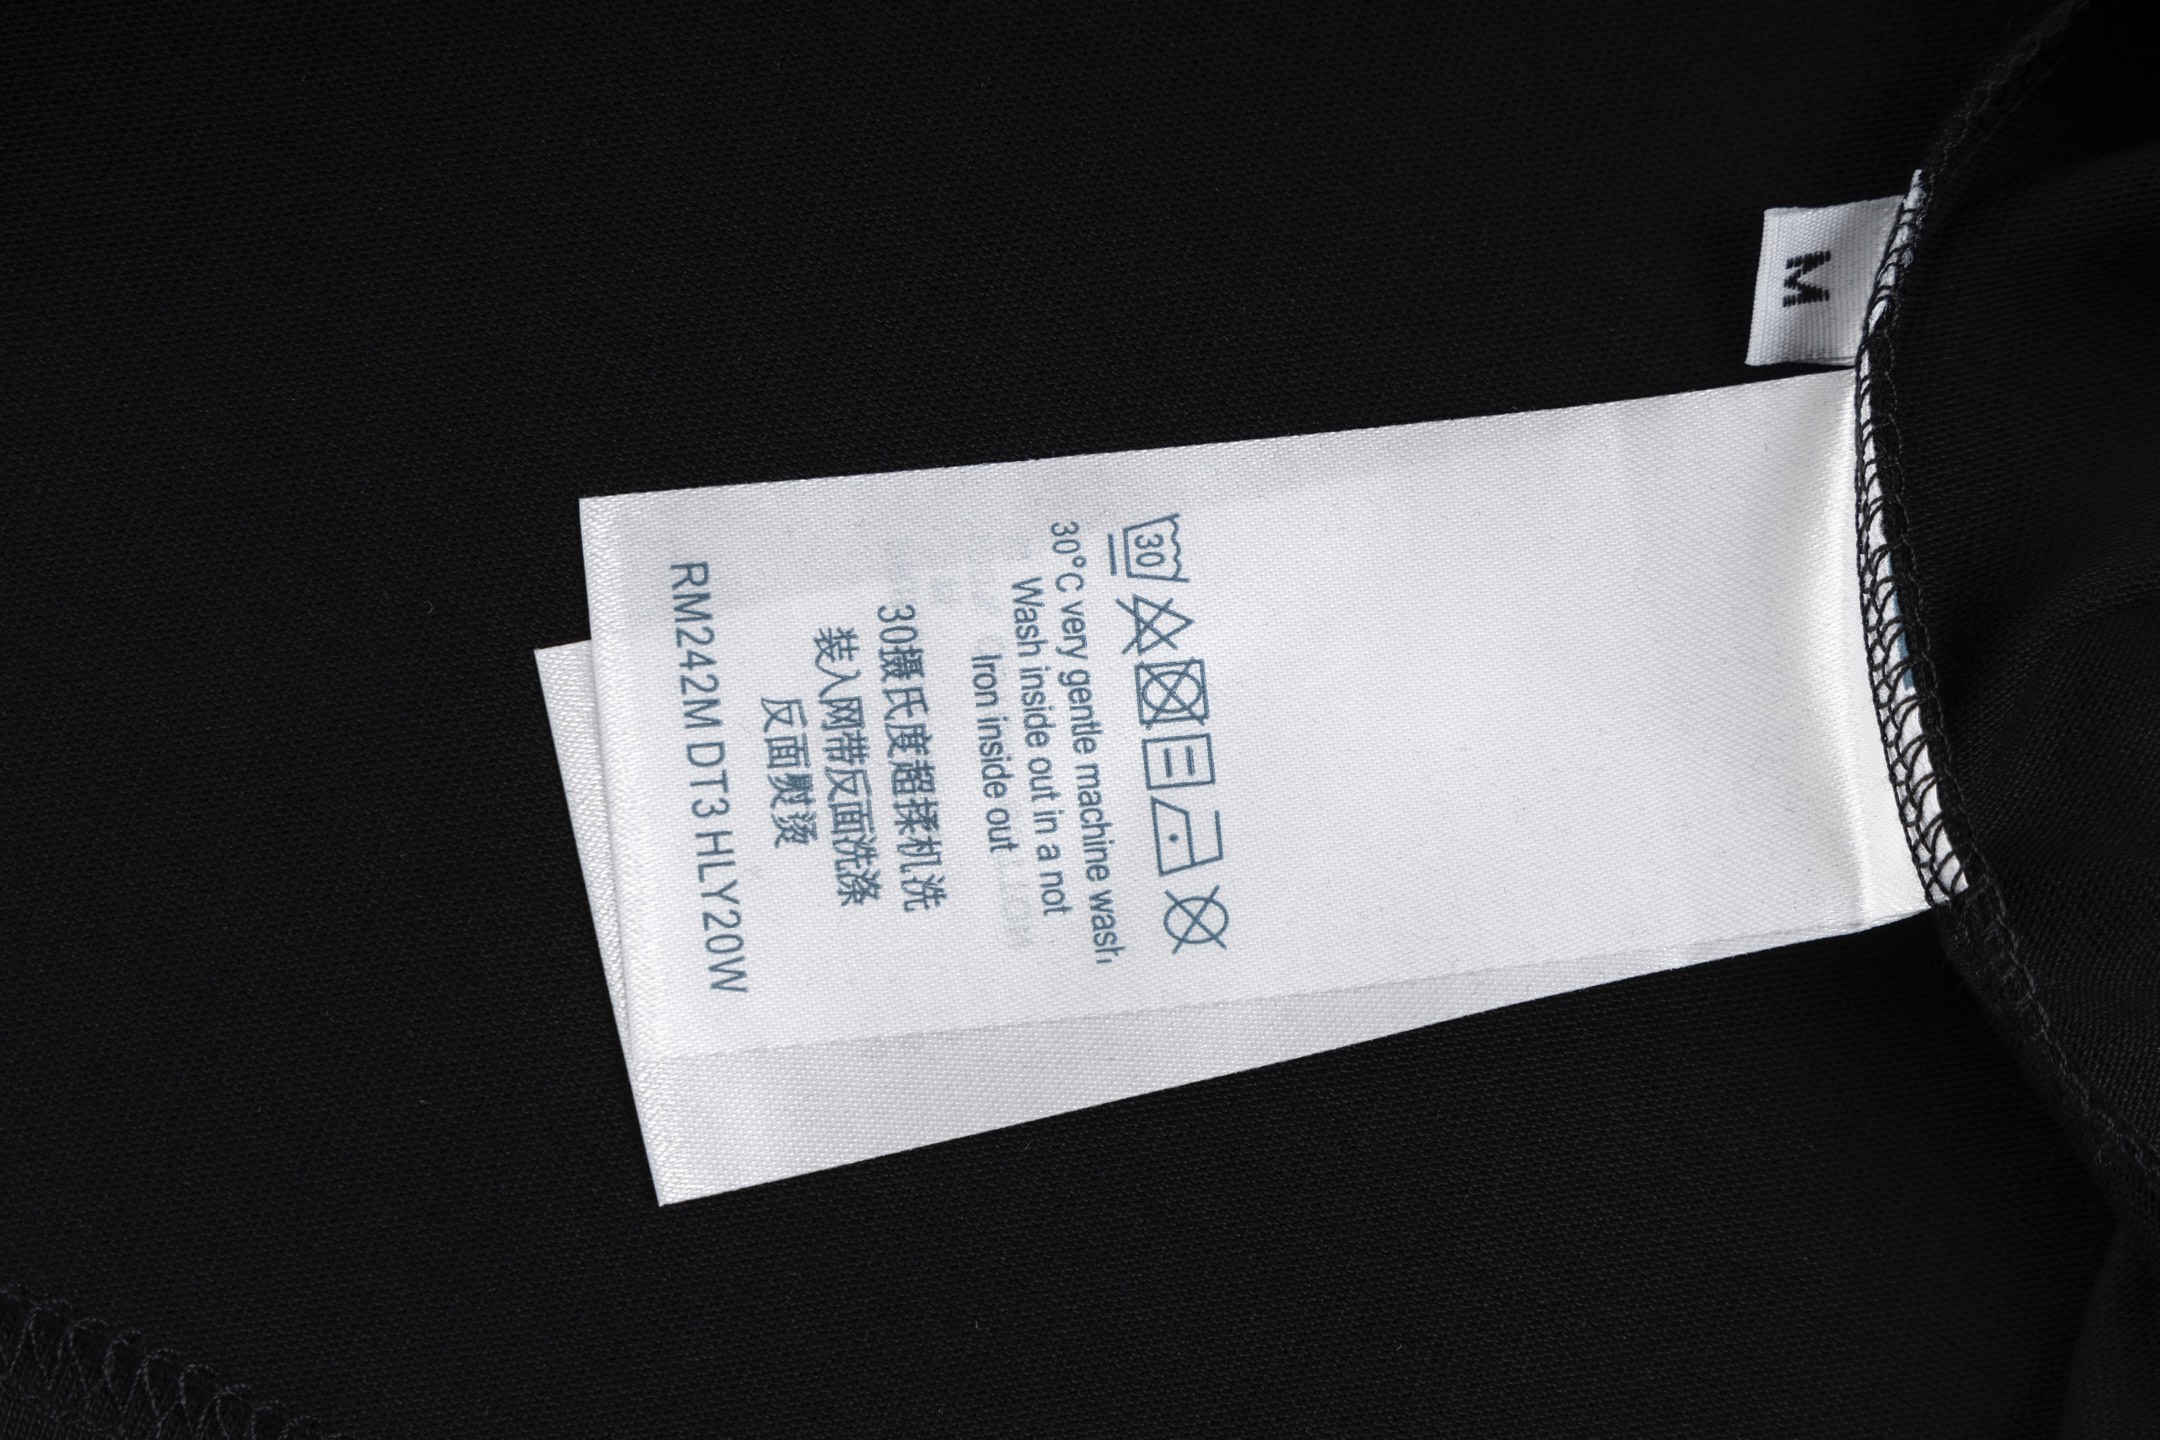 M
30
30°C very gentle machine wash
Wash inside out in a not
Iron inside out
30摄氏度超揉机洗
装入网带反面洗涤
反面熨烫
RM242M DT3 HLY20W